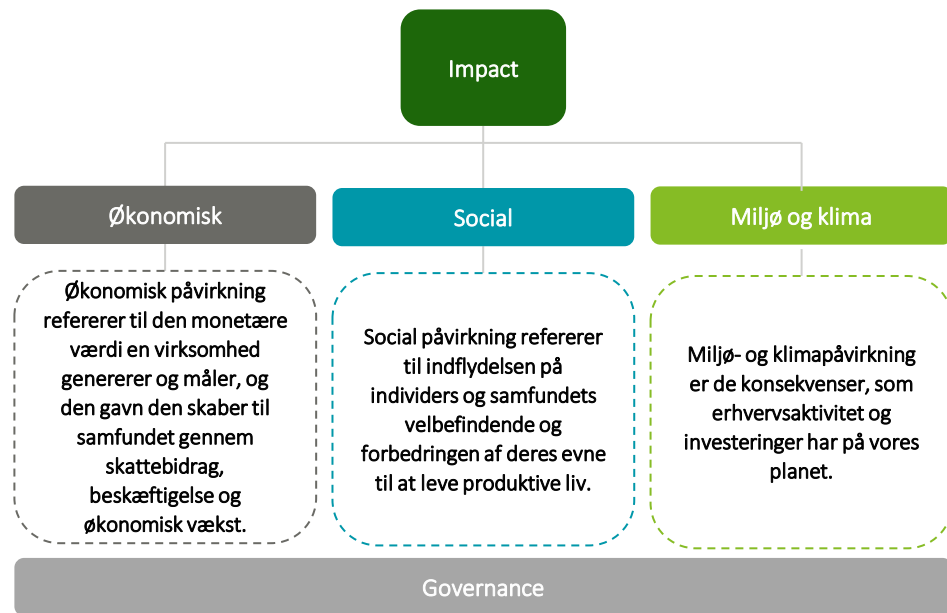 Impact
Økonomisk
Social
Miljø og klima
Økonomisk påvirkning
refererer til den monetære
værdi en virksomhed
genererer og måler, og
den gavn den skaber til
samfundet gennem
skattebidrag,
beskæftigelse og
økonomisk vækst.
Social påvirkning refererer
til indflydelsen på
individers og samfundets
velbefindende og
forbedringen af deres evne
til at leve produktive liv.
Miljø- og klimapåvirkning
er de konsekvenser, som
erhvervsaktivitet og
investeringer har på vores
planet.
Governance